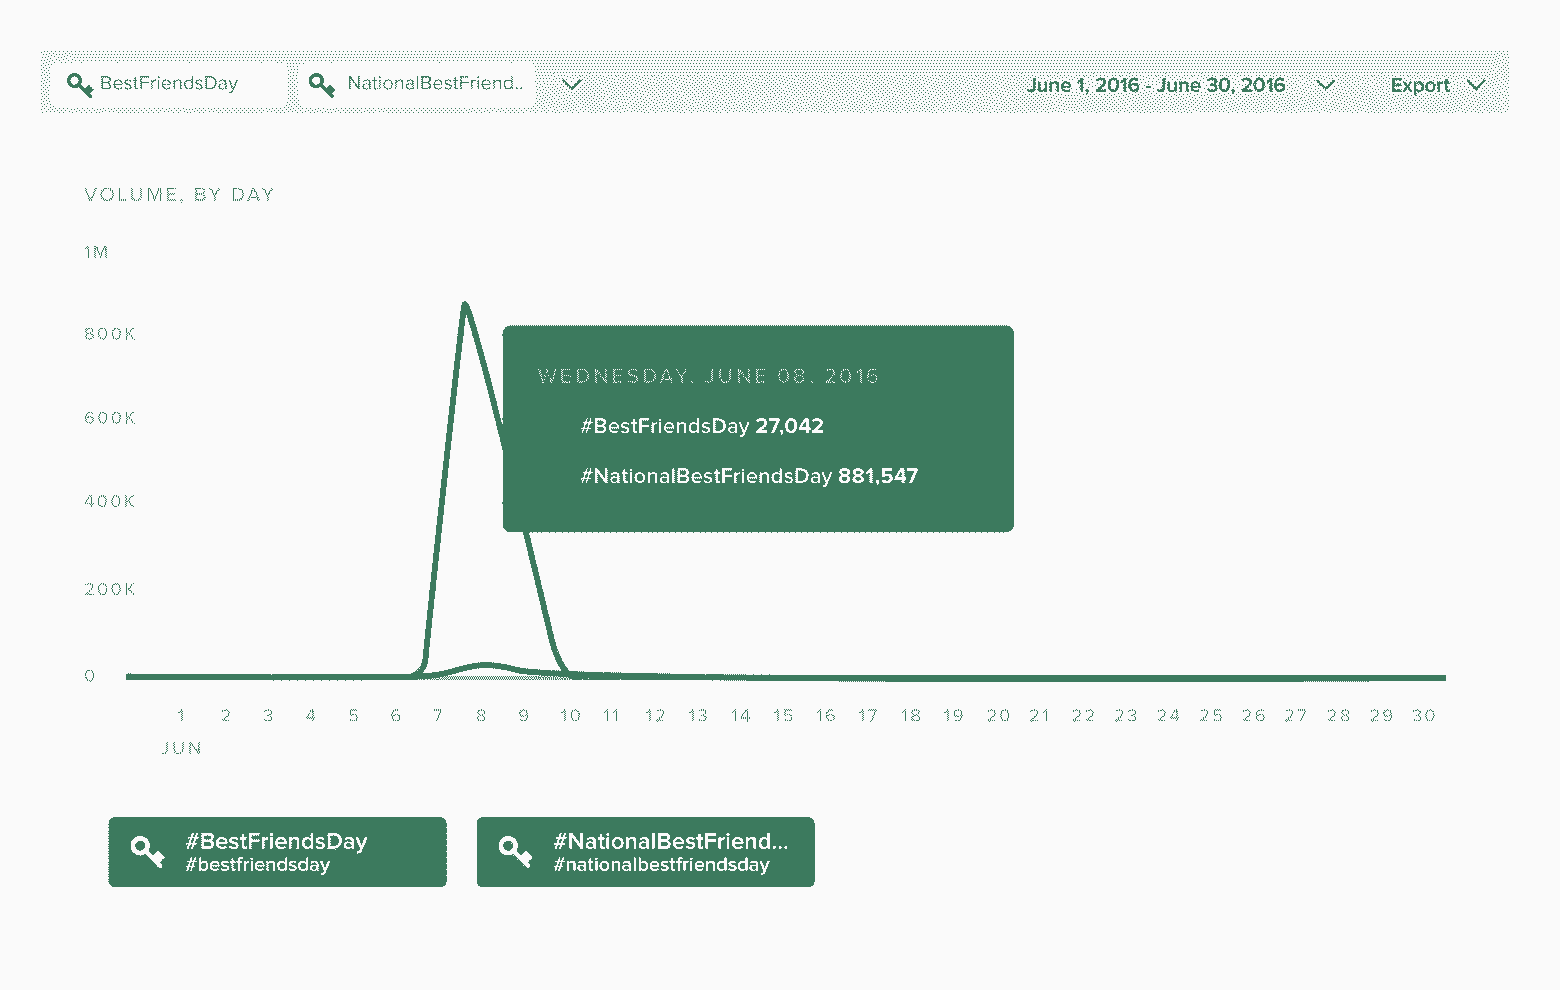 BestFriendsDay
NationalBestFriend..
June 1, 2016 - June 30, 2016
Export
VOLUME, BY DAY
1M
800K
600K
400K
200K
0
WEDNESDAY, JUNE 08, 2016
#BestFriendsDay 27,042
#NationalBestFriendsDay 881,547
1 2 3 4 5 6 7 8 9 10 11 12 13 14 15 16 17 18 19 20 21 22 23 24 25 26 27 28 29 30
JUN
#BestFriendsDay
#bestfriendsday
#NationalBestFriend...
#nationalbestfriendsday